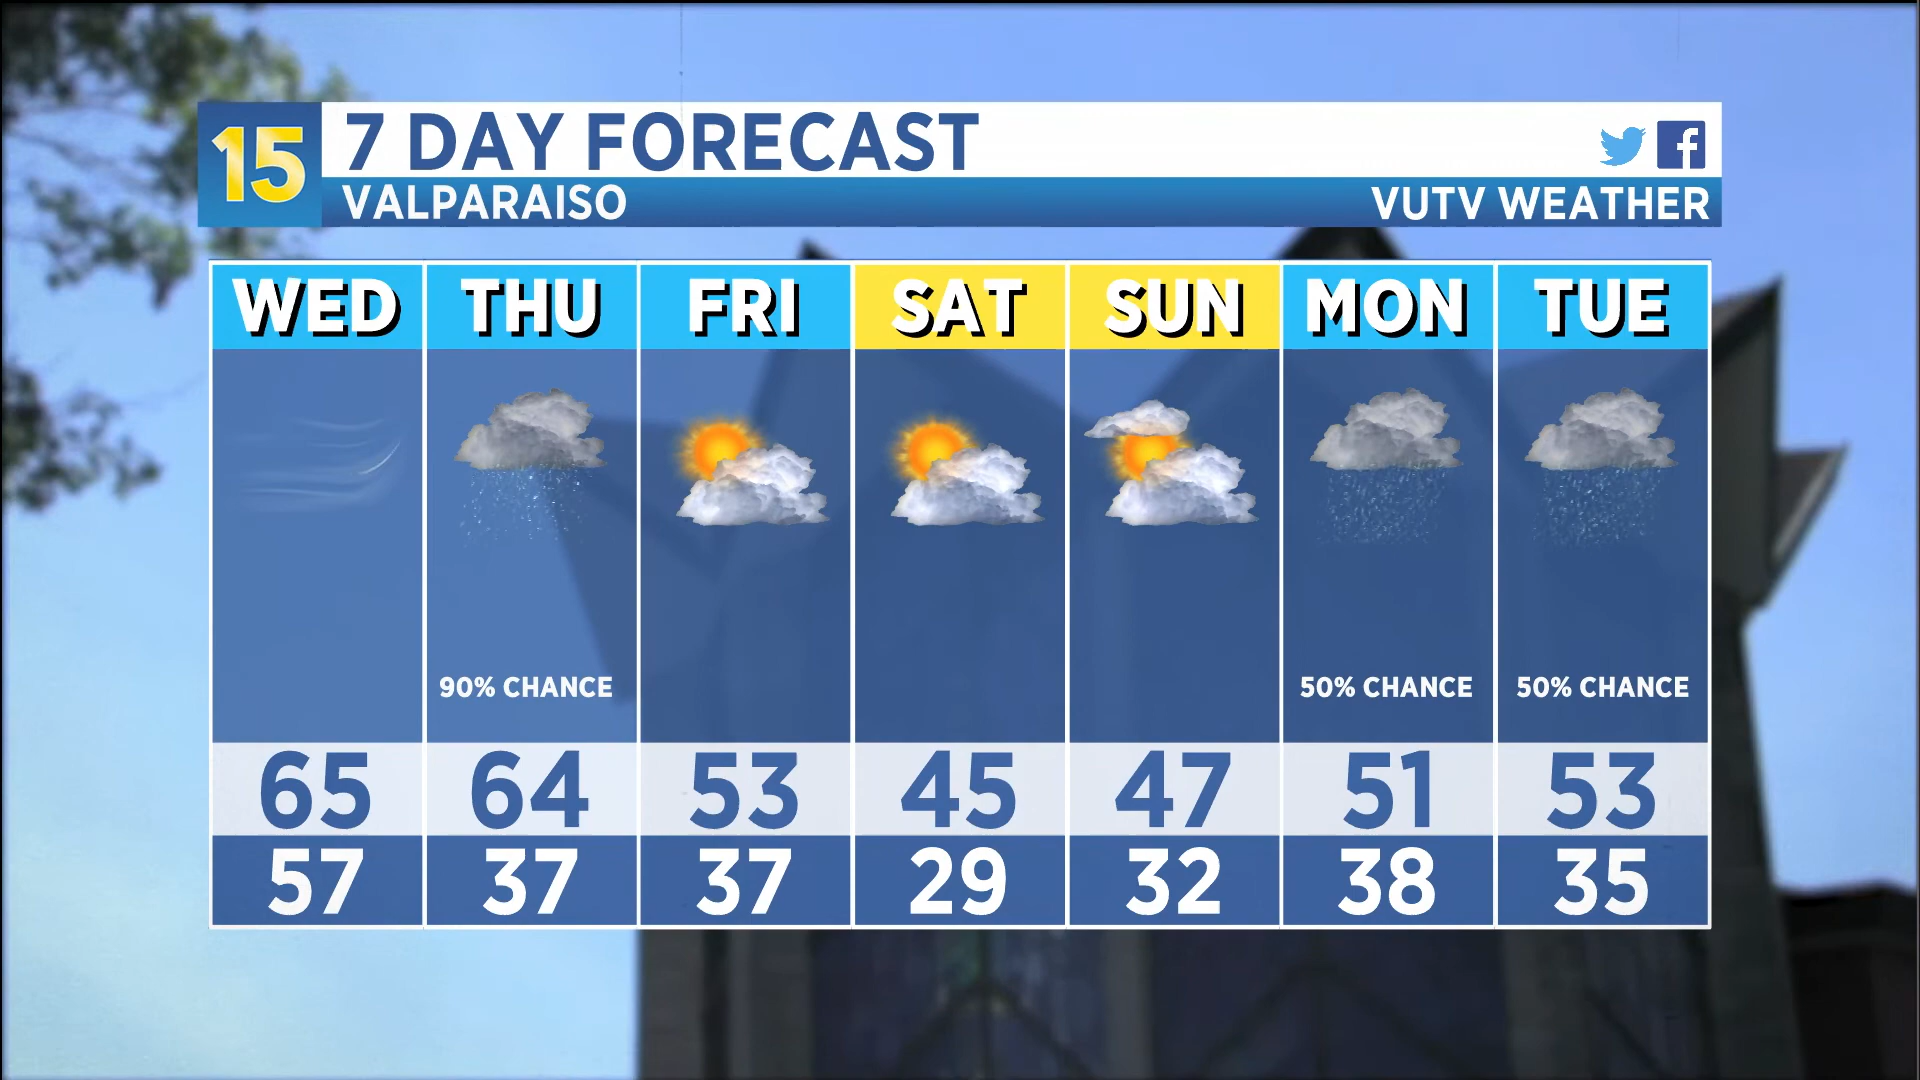 15
7 DAY FORECAST
VALPARAISO
VUTV WEATHER
WED THU FRI SAT SUN MON TUE
90% CHANCE 50% CHANCE 50% CHANCE
65 64 53 45 47 51 53
57 37 37 29 32 38 35